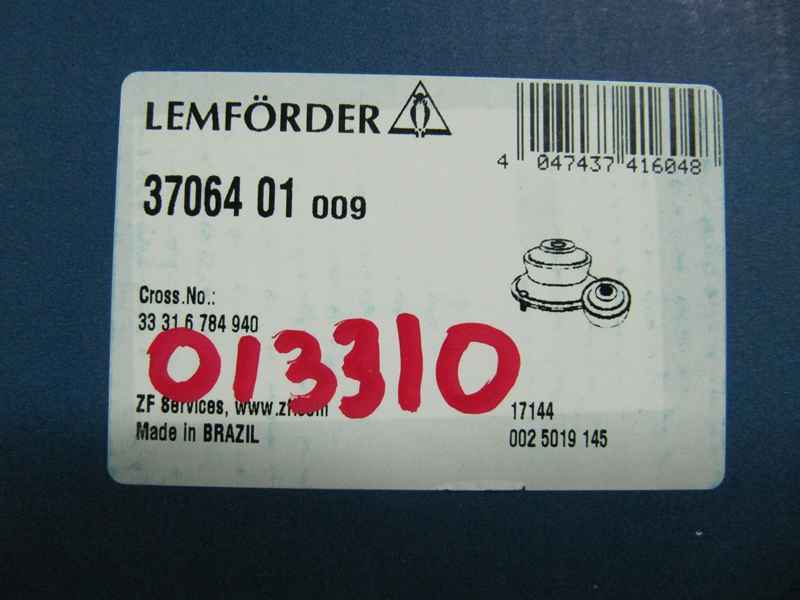 LEMFÖRDER
4 047437 416048
37064 01 009
Cross.No.:
33 31 6 784 940
013310
ZF Services, www.zf.com
Made in BRAZIL
17144
002 5019 145